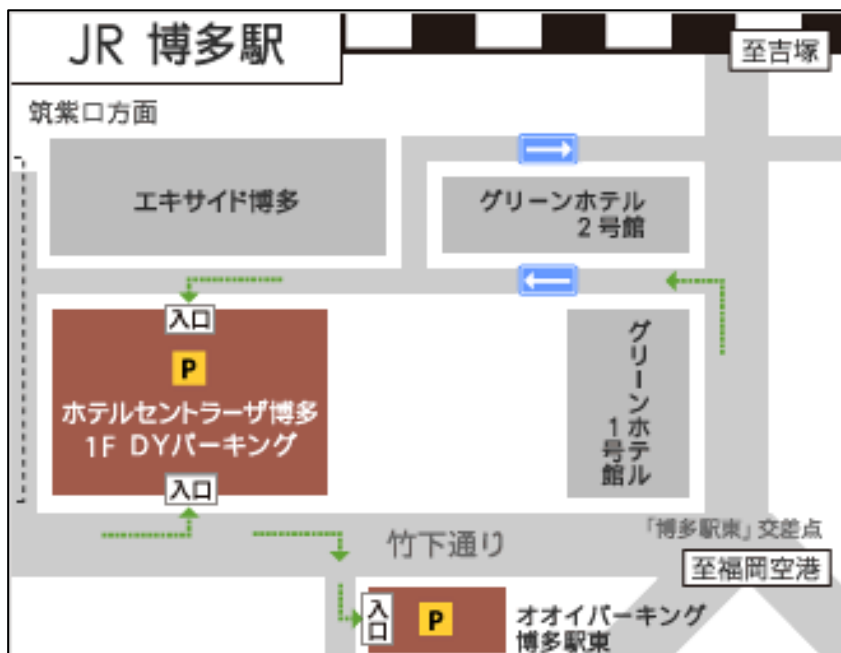 JR 博多駅
至吉塚
筑紫口方面
エキサイド博多
グリーンホテル
2号館
入口
P
ホテルセントラーザ博多
1F DYパーキング
入口
グリーンホテル
1号館
竹下通り
「博多駅東」交差点
至福岡空港
入口
P
オオイパーキング
博多駅東